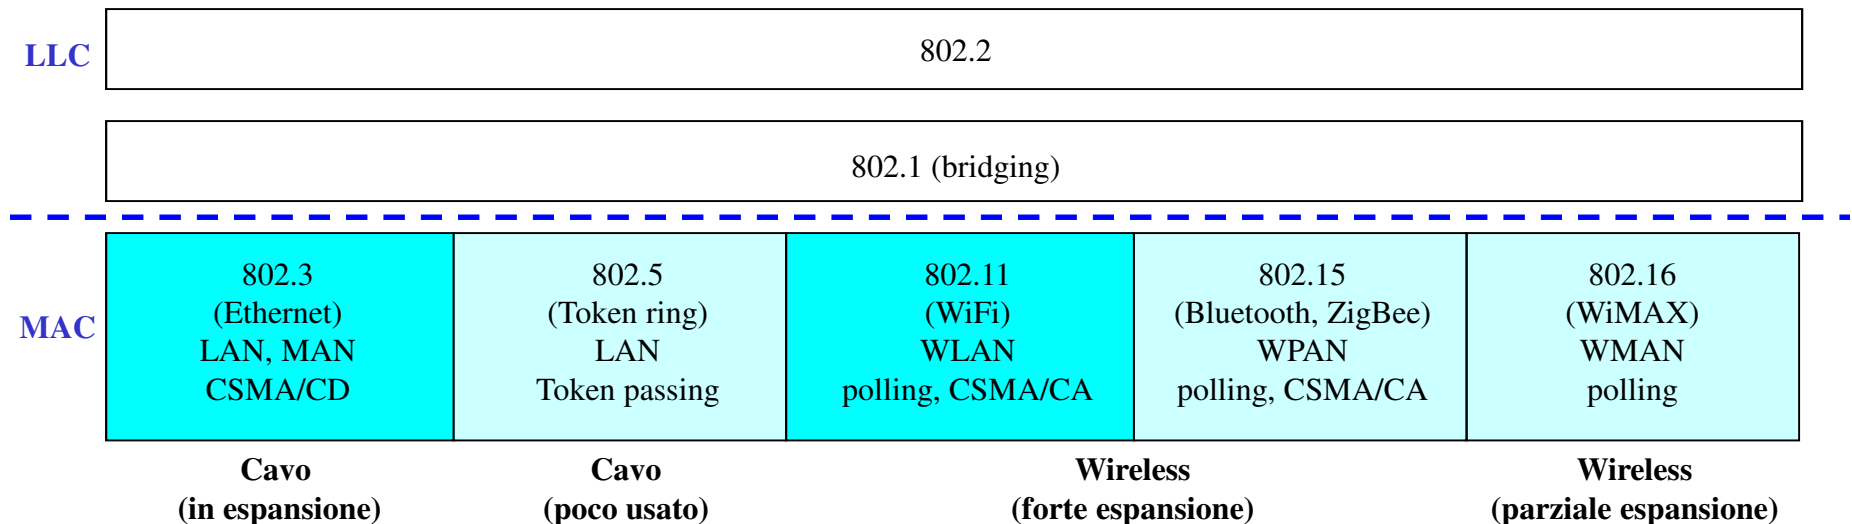 LLC
802.2
802.1 (bridging)
MAC
802.3
(Ethernet)
LAN, MAN
CSMA/CD
802.5
(Token ring)
LAN
Token passing
802.11
(WiFi)
WLAN
polling, CSMA/CA
802.15
(Bluetooth, ZigBee)
WPAN
polling, CSMA/CA
802.16
(WiMAX)
WMAN
polling
Cavo
(in espansione)
Cavo
(poco usato)
Wireless
(forte espansione)
Wireless
(parziale espansione)